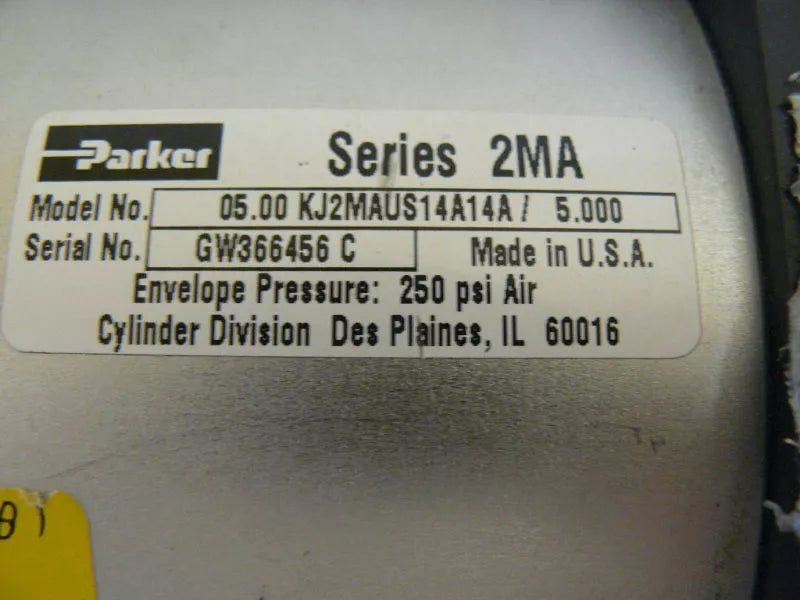 Parker Series 2MA
Model No. 05.00 KJ2MAUS14A14A / 5.000
Serial No. GW366456 C Made in U.S.A.
Envelope Pressure: 250 psi Air
Cylinder Division Des Plaines, IL 60016